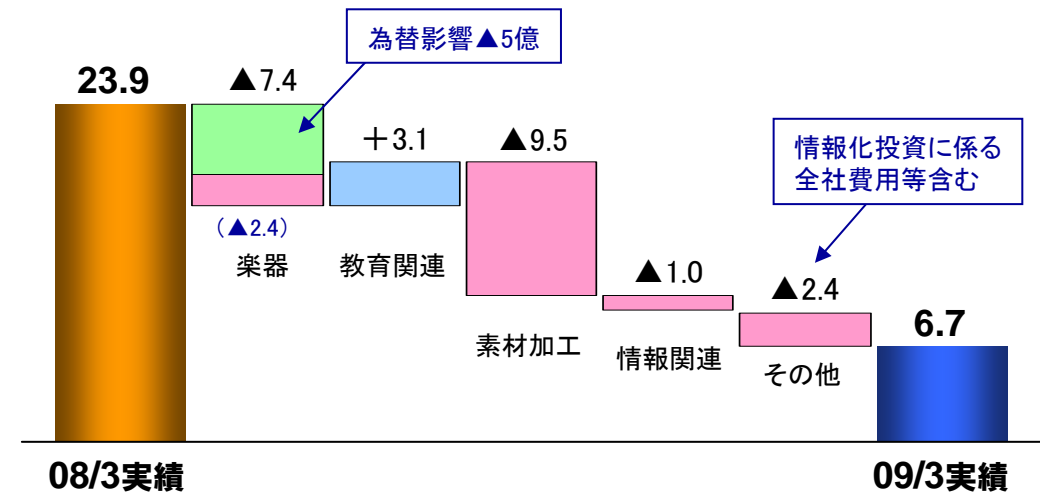 為替影響▲5億
23.9
▲7.4
＋3.1
▲9.5
情報化投資に係る
全社費用等含む
（▲2.4）
楽器
教育関連
▲1.0
▲2.4
6.7
素材加工
情報関連
その他
08/3実績
09/3実績